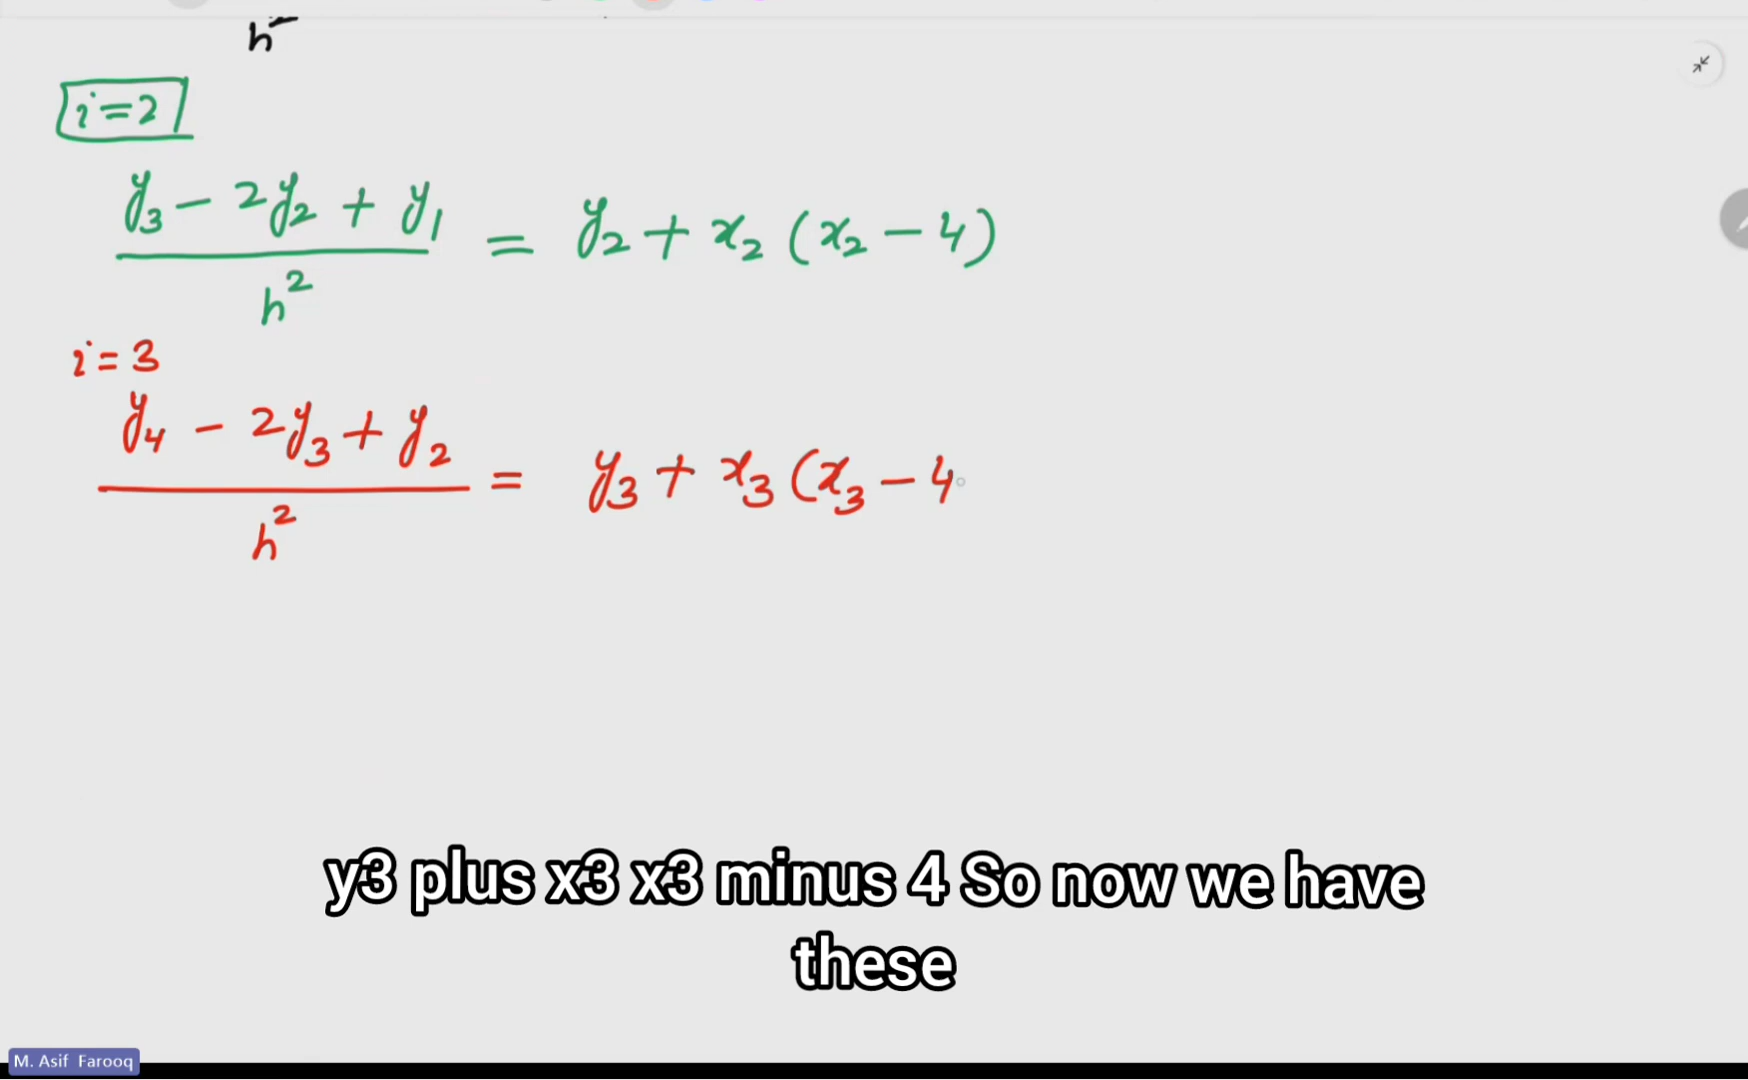 h²
i=2
y₃ - 2y₂ + y₁ / h² = y₂ + x₂ (x₂ - 4)
i=3
y₄ - 2y₃ + y₂ / h² = y₃ + x₃ (x₃ - 4
y3 plus x3 x3 minus 4 So now we have
these
M. Asif Farooq